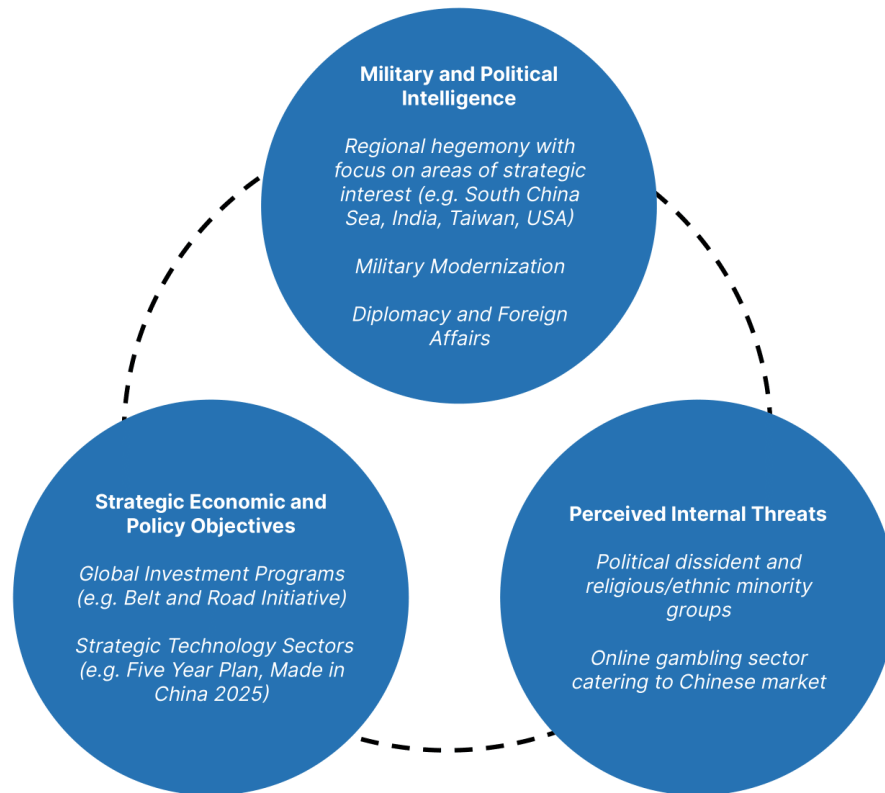 Military and Political
Intelligence
Regional hegemony with
focus on areas of strategic
interest (e.g. South China
Sea, India, Taiwan, USA)
Military Modernization
Diplomacy and Foreign
Affairs
Strategic Economic and
Policy Objectives
Global Investment Programs
(e.g. Belt and Road Initiative)
Strategic Technology Sectors
(e.g. Five Year Plan, Made in
China 2025)
Perceived Internal Threats
Political dissident and
religious/ethnic minority
groups
Online gambling sector
catering to Chinese market